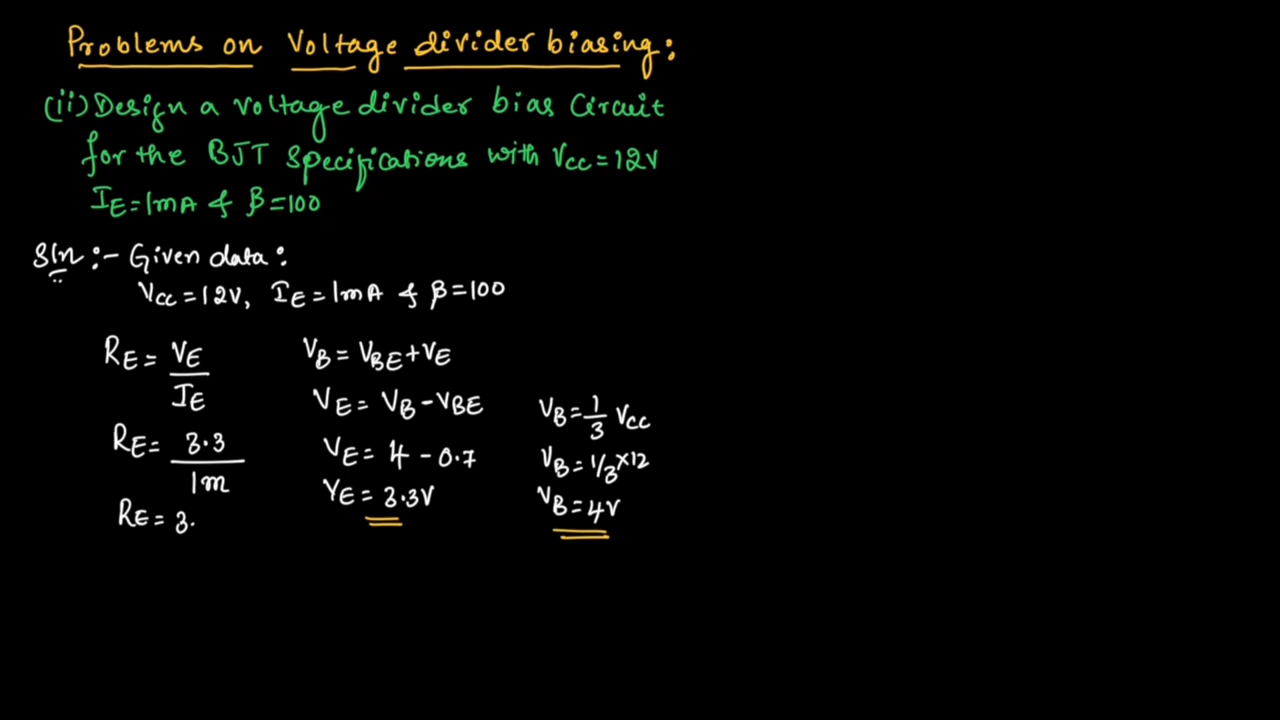 Problems on Voltage divider biasing:
(ii) Design a voltage divider bias Circuit
for the BJT Specifications with Vcc=12V
IE=1mA & β=100
Sln:- Given data:
Vcc=12V, IE=1mA & β=100
RE= VE/IE
RE= 3.3/1m
RE= 3.
VB=VBE+VE
VE= VB-VBE
VE= 4-0.7
VE= 3.3V
VB=1/3 Vcc
VB=1/3×12
VB=4V